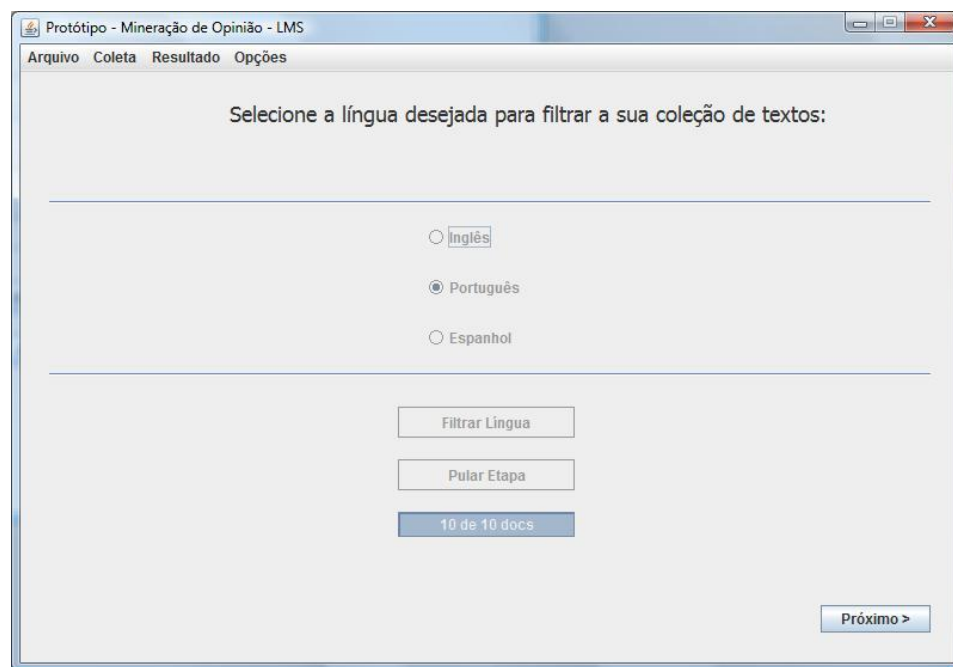 Protótipo - Mineração de Opinião - LMS
Arquivo Coleta Resultado Opções
Selecione a língua desejada para filtrar a sua coleção de textos:
Inglês
Português
Espanhol
Filtrar Língua
Pular Etapa
10 de 10 docs
Próximo >